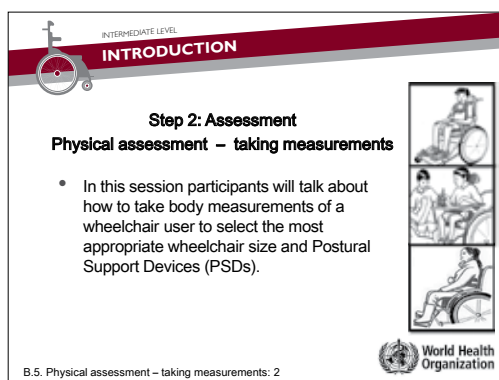 INTERMEDIATE LEVEL
INTRODUCTION
Step 2: Assessment
Physical assessment – taking measurements
• In this session participants will talk about
how to take body measurements of a
wheelchair user to select the most
appropriate wheelchair size and Postural
Support Devices (PSDs).
World Health
Organization
B.5. Physical assessment – taking measurements: 2